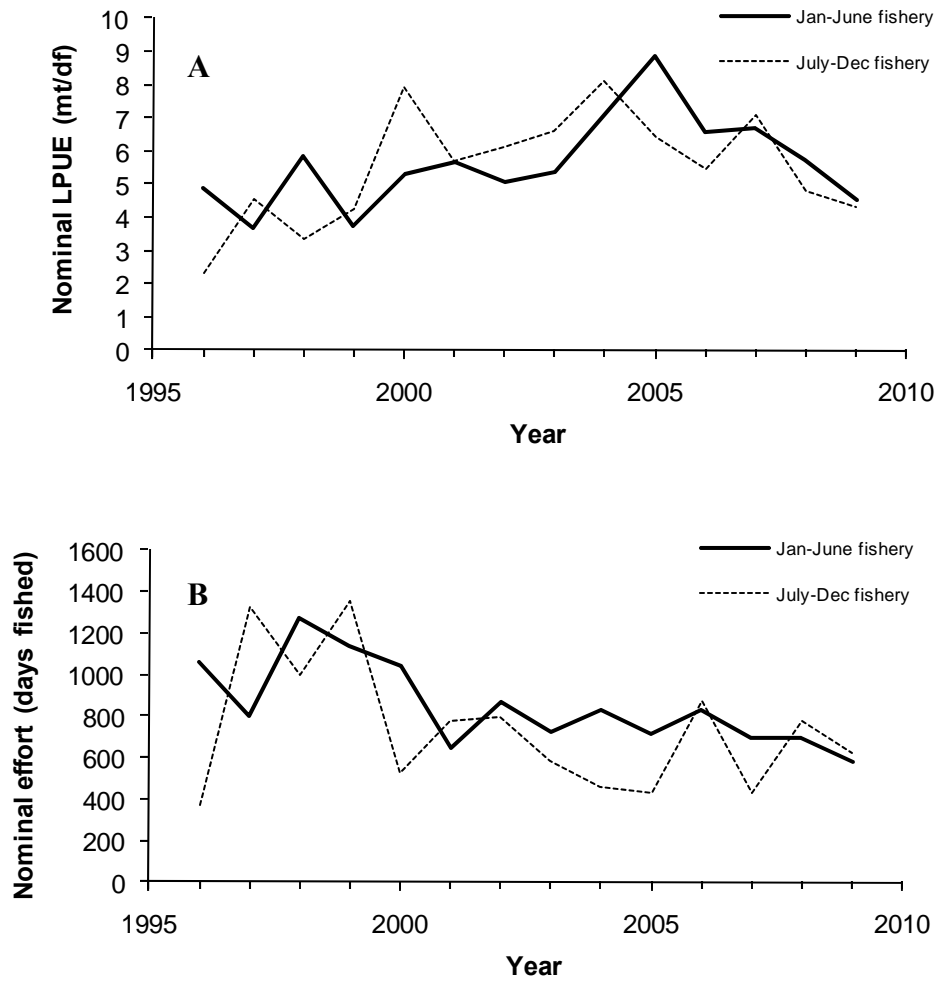 Nominal LPUE (mt/df)
10
9
8
7
6
5
4
3
2
1
0
A
Jan-June fishery
July-Dec fishery
1995
2000
2005
2010
Year
Nominal effort (days fished)
1600
1400
1200
1000
800
600
400
200
0
B
Jan-June fishery
July-Dec fishery
1995
2000
2005
2010
Year